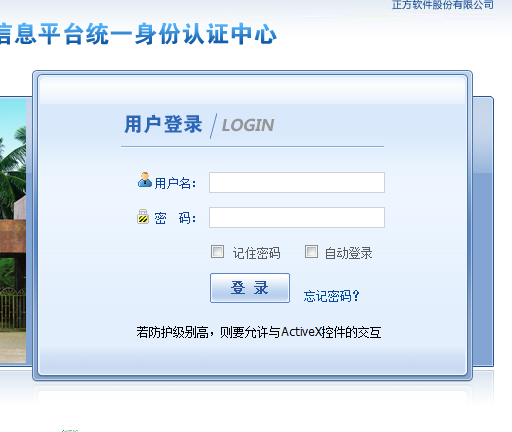 正方软件股份有限公司
信息平台统一身份认证中心
用户登录 LOGIN
用户名：
密 码：
记住密码 自动登录
登 录 忘记密码？
若防护级别高，则要允许与ActiveX控件的交互